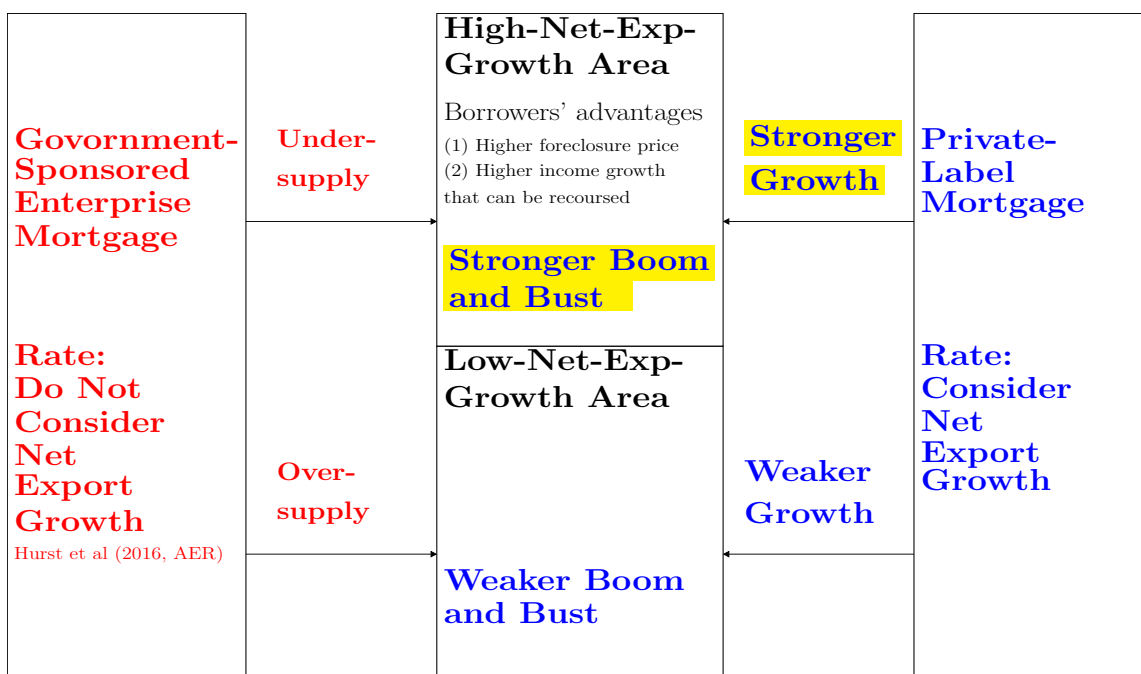 Govornment-
Sponsored
Enterprise
Mortgage
Rate:
Do Not
Consider
Net
Export
Growth
Hurst et al (2016, AER)
Under-
supply
Over-
supply
High-Net-Exp-
Growth Area
Borrowers’ advantages
(1) Higher foreclosure price
(2) Higher income growth
that can be recoursed
Stronger Boom
and Bust
Low-Net-Exp-
Growth Area
Weaker Boom
and Bust
Stronger
Growth
Weaker
Growth
Private-
Label
Mortgage
Rate:
Consider
Net
Export
Growth